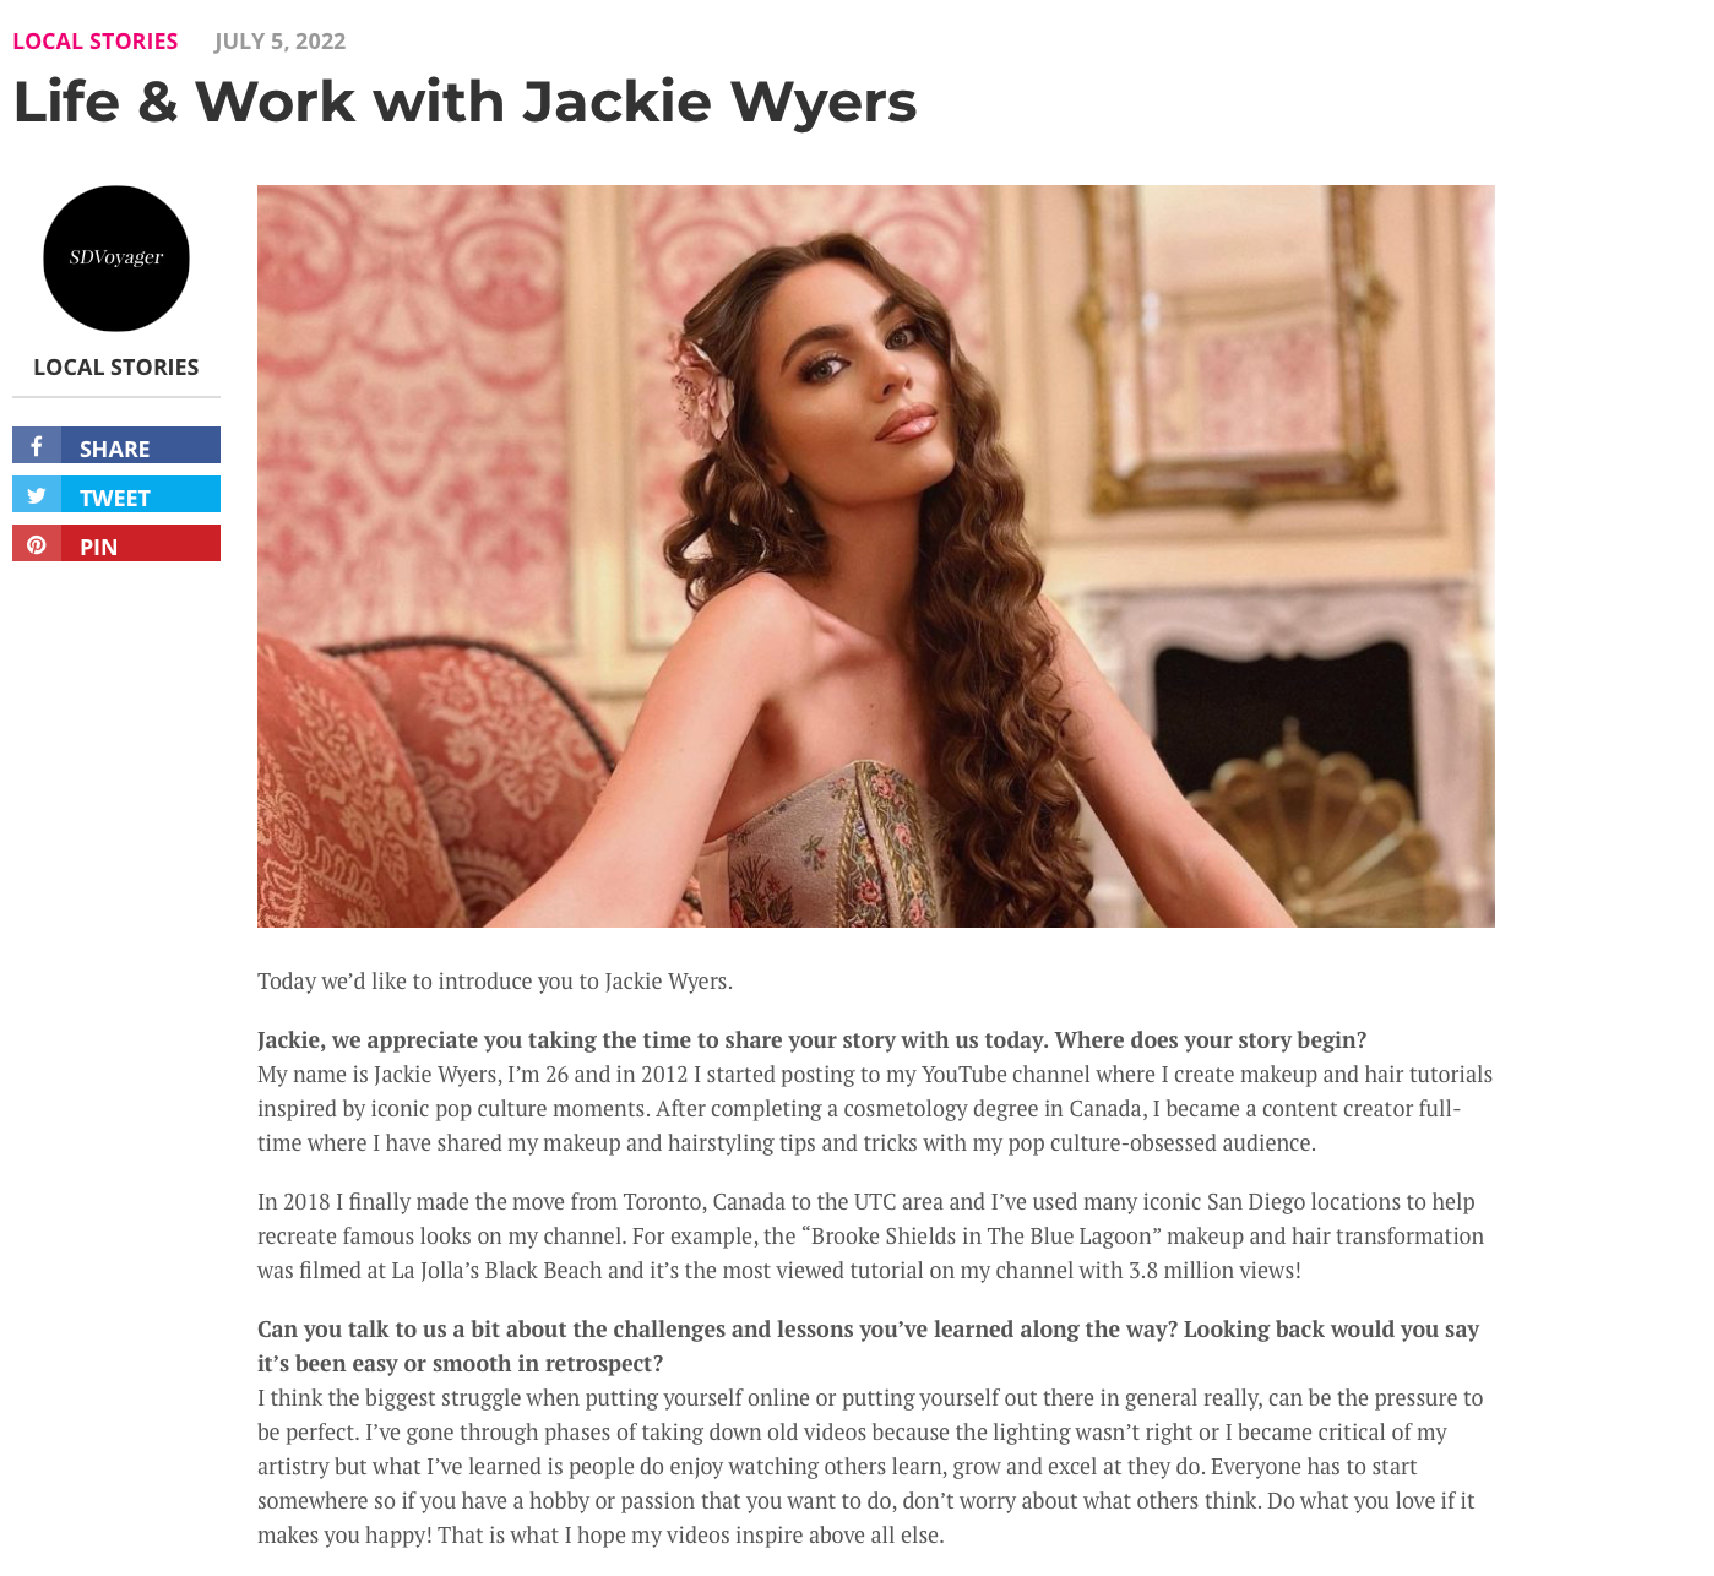 LOCAL STORIES JULY 5, 2022
Life & Work with Jackie Wyers
SDVoyager
LOCAL STORIES
SHARE
TWEET
PIN
Today we’d like to introduce you to Jackie Wyers.
Jackie, we appreciate you taking the time to share your story with us today. Where does your story begin?
My name is Jackie Wyers, I’m 26 and in 2012 I started posting to my YouTube channel where I create makeup and hair tutorials
inspired by iconic pop culture moments. After completing a cosmetology degree in Canada, I became a content creator full-
time where I have shared my makeup and hairstyling tips and tricks with my pop culture-obsessed audience.
In 2018 I finally made the move from Toronto, Canada to the UTC area and I’ve used many iconic San Diego locations to help
recreate famous looks on my channel. For example, the “Brooke Shields in The Blue Lagoon” makeup and hair transformation
was filmed at La Jolla’s Black Beach and it’s the most viewed tutorial on my channel with 3.8 million views!
Can you talk to us a bit about the challenges and lessons you’ve learned along the way? Looking back would you say
it’s been easy or smooth in retrospect?
I think the biggest struggle when putting yourself online or putting yourself out there in general really, can be the pressure to
be perfect. I’ve gone through phases of taking down old videos because the lighting wasn’t right or I became critical of my
artistry but what I’ve learned is people do enjoy watching others learn, grow and excel at they do. Everyone has to start
somewhere so if you have a hobby or passion that you want to do, don’t worry about what others think. Do what you love if it
makes you happy! That is what I hope my videos inspire above all else.